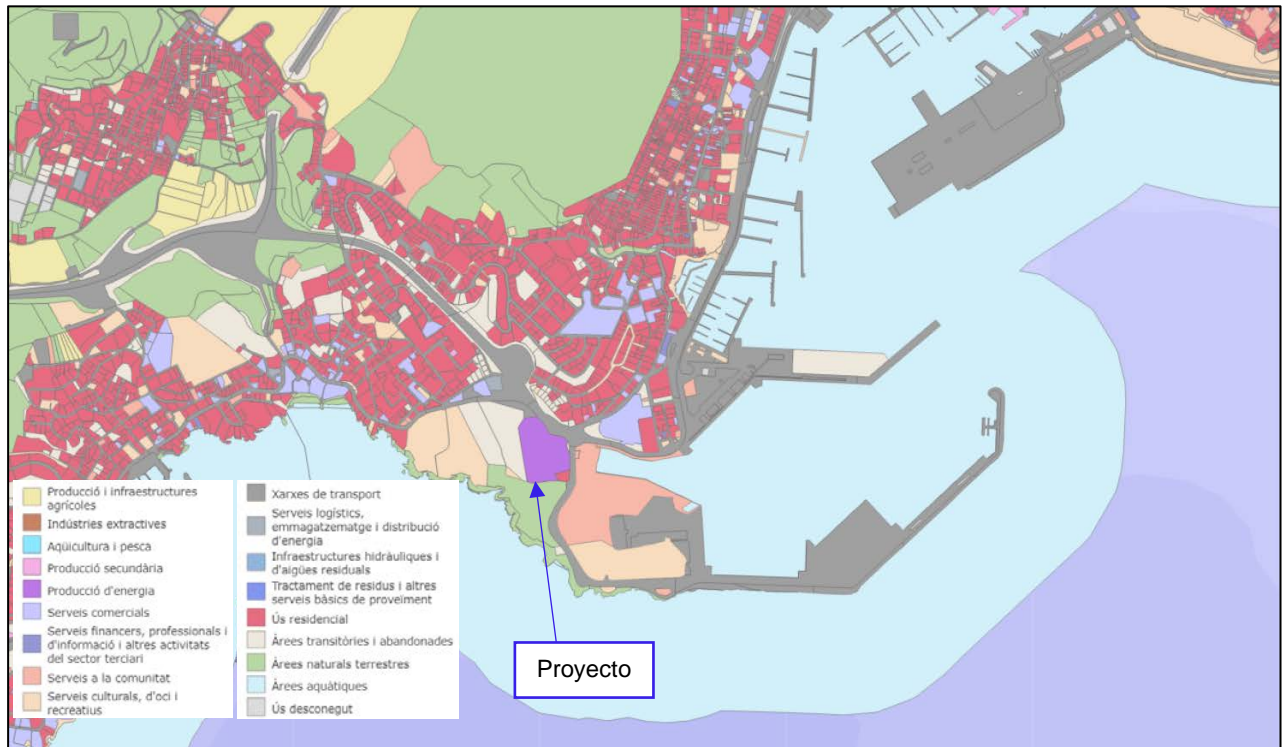 Producció i infraestructures
agrícoles
Indústries extractives
Aqüicultura i pesca
Producció secundària
Producció d'energia
Serveis comercials
Serveis financers, professionals i
d'informació i altres activitats
del sector terciari
Serveis a la comunitat
Serveis culturals, d'oci i
recreatius
Xarxes de transport
Serveis logístics,
emmagatzematge i distribució
d'energia
Infraestructures hidràuliques i
d'aigües residuals
Tractament de residus i altres
serveis bàsics de proveïment
Ús residencial
Àrees transitòries i abandonades
Àrees naturals terrestres
Àrees aquàtiques
Ús desconegut
Proyecto